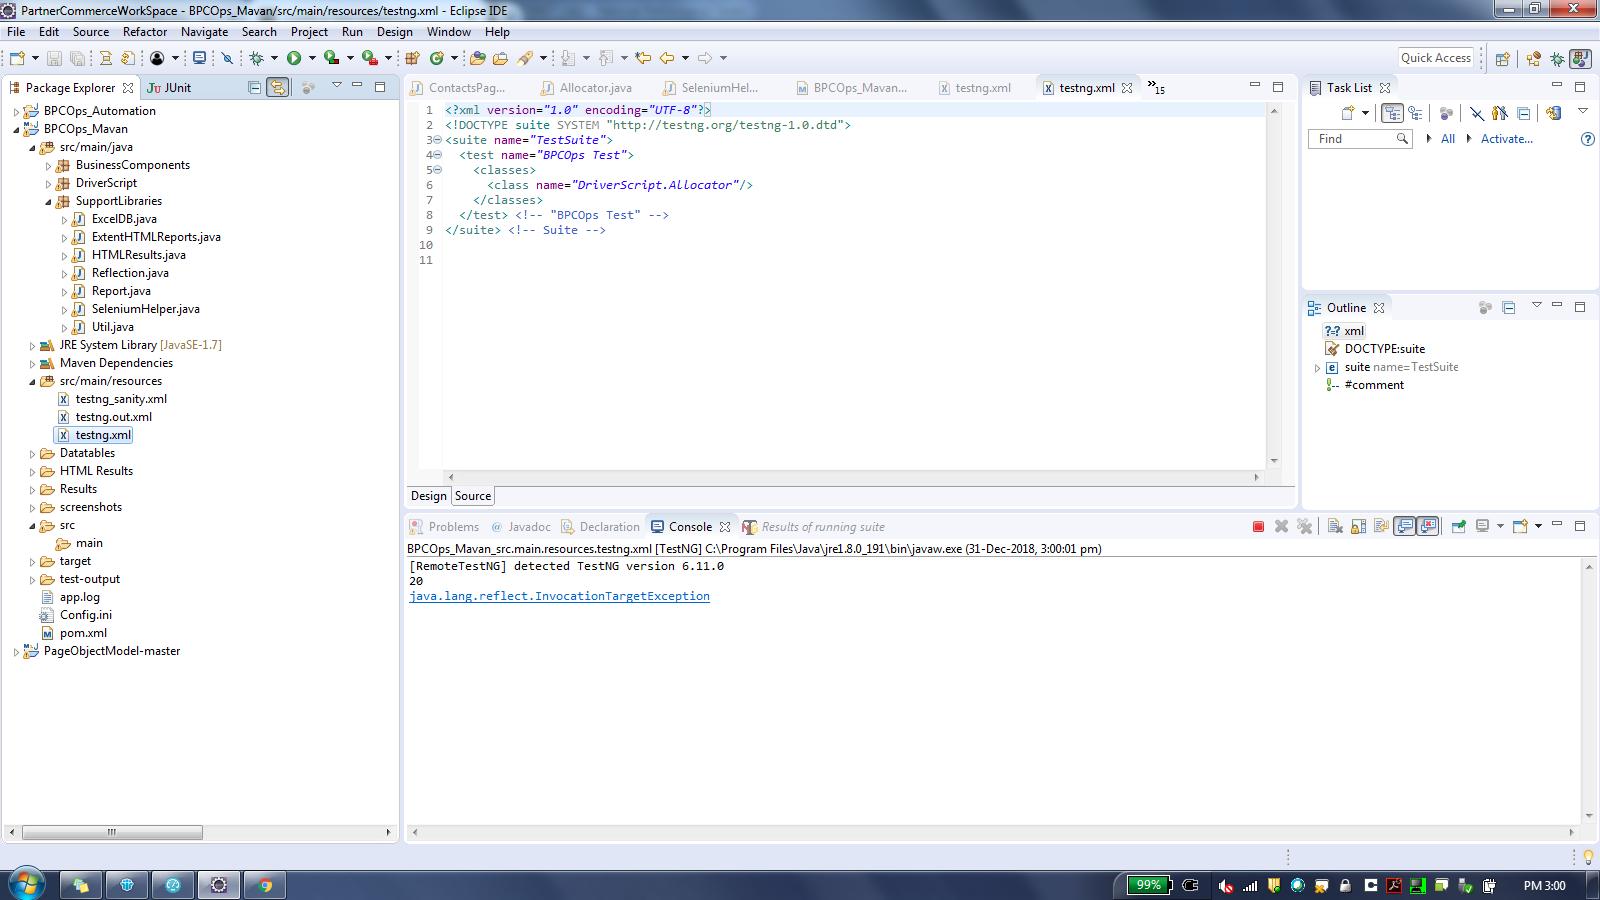 PartnerCommerceWorkSpace - BPCOps_Mavan/src/main/resources/testng.xml - Eclipse IDE
File Edit Source Refactor Navigate Search Project Run Design Window Help
Quick Access
Package Explorer
JUnit
BPCOps_Automation
BPCOps_Mavan
src/main/java
BusinessComponents
DriverScript
SupportLibraries
ExcelDB.java
ExtentHTMLReports.java
HTMLResults.java
Reflection.java
Report.java
SeleniumHelper.java
Util.java
JRE System Library [JavaSE-1.7]
Maven Dependencies
src/main/resources
testng_sanity.xml
testng.out.xml
testng.xml
Datatables
HTML Results
Results
screenshots
src
main
target
test-output
app.log
Config.ini
pom.xml
PageObjectModel-master
ContactsPag... Allocator.java SeleniumHel... BPCOps_Mavan... testng.xml testng.xml »15
1 <?xml version="1.0" encoding="UTF-8"?>
2 <!DOCTYPE suite SYSTEM "http://testng.org/testng-1.0.dtd">
3 <suite name="TestSuite">
4 <test name="BPCOps Test">
5 <classes>
6 <class name="DriverScript.Allocator"/>
7 </classes>
8 </test> <!-- "BPCOps Test" -->
9 </suite> <!-- Suite -->
10
11
Design Source
Problems Javadoc Declaration Console Results of running suite
BPCOps_Mavan_src.main.resources.testng.xml [TestNG] C:\Program Files\Java\jre1.8.0_191\bin\javaw.exe (31-Dec-2018, 3:00:01 pm)
[RemoteTestNG] detected TestNG version 6.11.0
20
java.lang.reflect.InvocationTargetException
Task List
Find All Activate...
Outline
xml
DOCTYPE:suite
suite name=TestSuite
#comment
99%
PM 3:00